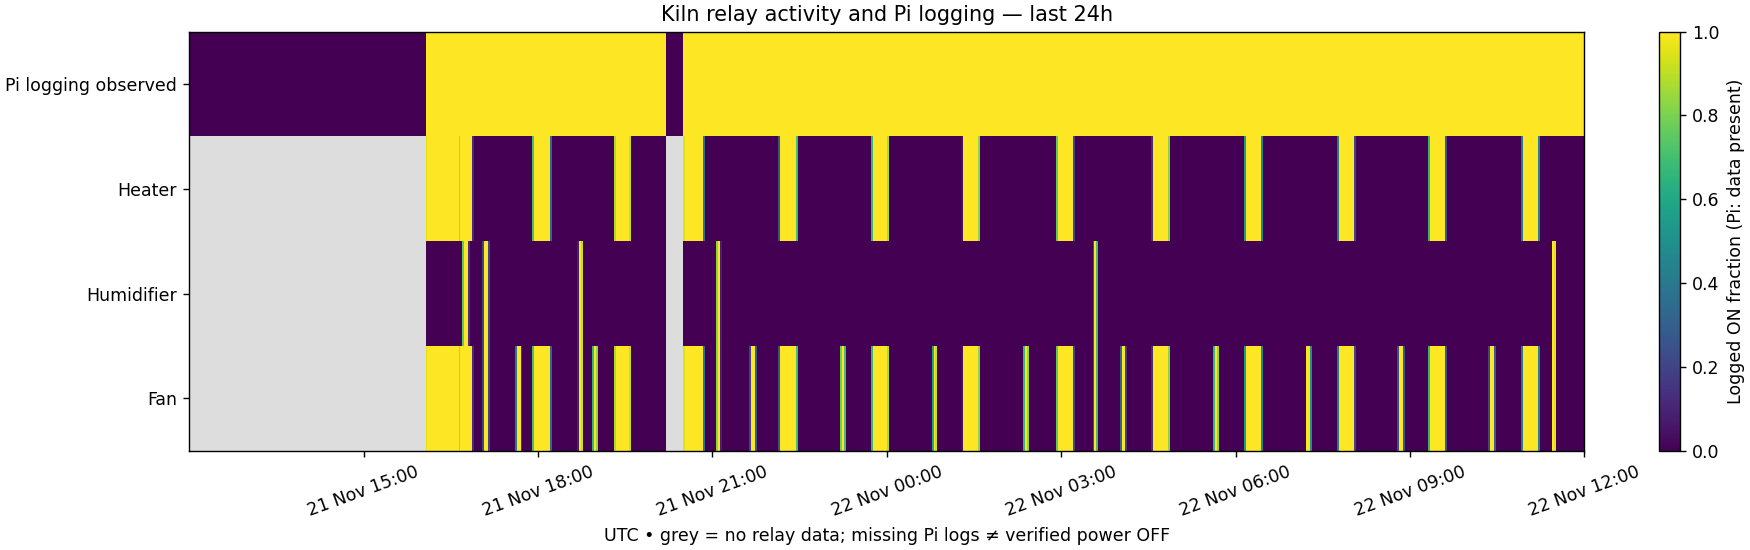 Kiln relay activity and Pi logging — last 24h
Pi logging observed
Heater
Humidifier
Fan
21 Nov 15:00
21 Nov 18:00
21 Nov 21:00
22 Nov 00:00
22 Nov 03:00
22 Nov 06:00
22 Nov 09:00
22 Nov 12:00
UTC • grey = no relay data; missing Pi logs ≠ verified power OFF
1.0
0.8
0.6
0.4
0.2
0.0
Logged ON fraction (Pi: data present)